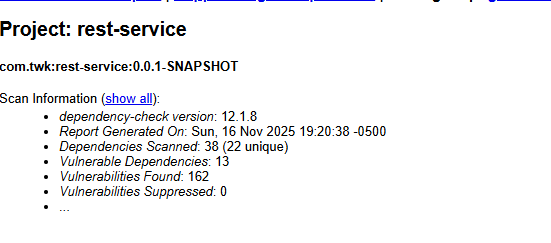 Project: rest-service
com.twk:rest-service:0.0.1-SNAPSHOT
Scan Information (show all):
• dependency-check version: 12.1.8
• Report Generated On: Sun, 16 Nov 2025 19:20:38 -0500
• Dependencies Scanned: 38 (22 unique)
• Vulnerable Dependencies: 13
• Vulnerabilities Found: 162
• Vulnerabilities Suppressed: 0
• ...